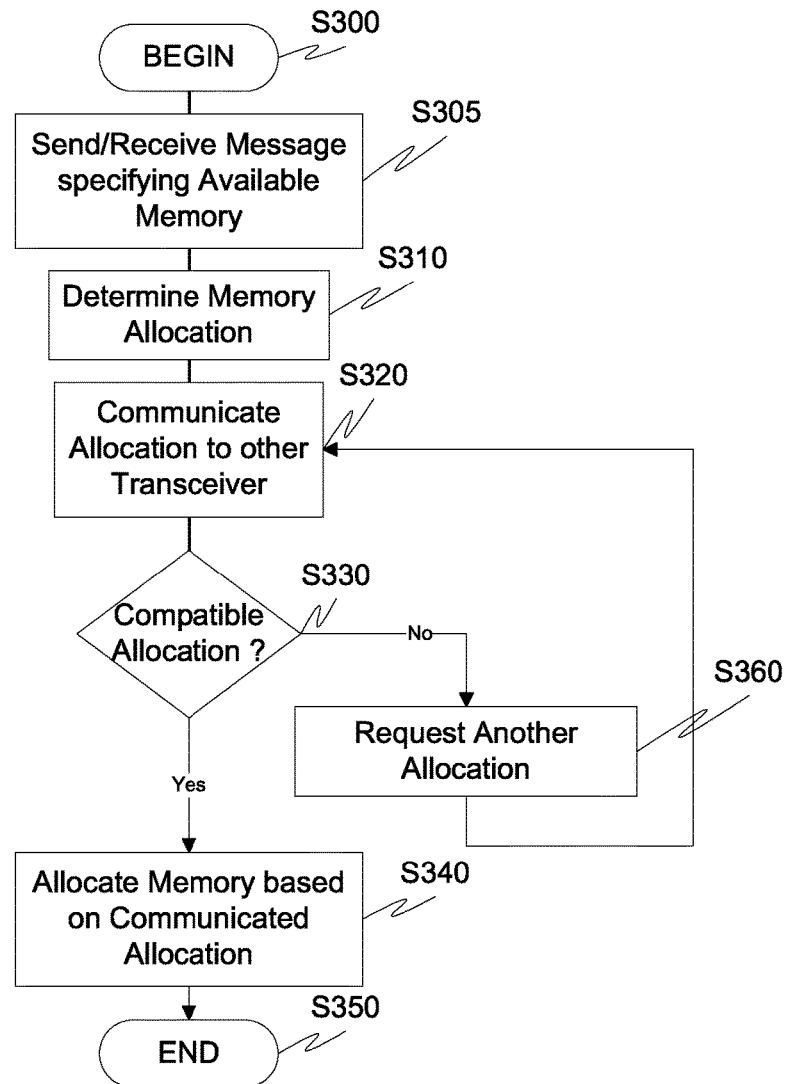 S300
BEGIN
S305
Send/Receive Message
specifying Available
Memory
S310
Determine Memory
Allocation
S320
Communicate
Allocation to other
Transceiver
S330
Compatible
Allocation ?
No
S360
Request Another
Allocation
Yes
S340
Allocate Memory based
on Communicated
Allocation
S350
END